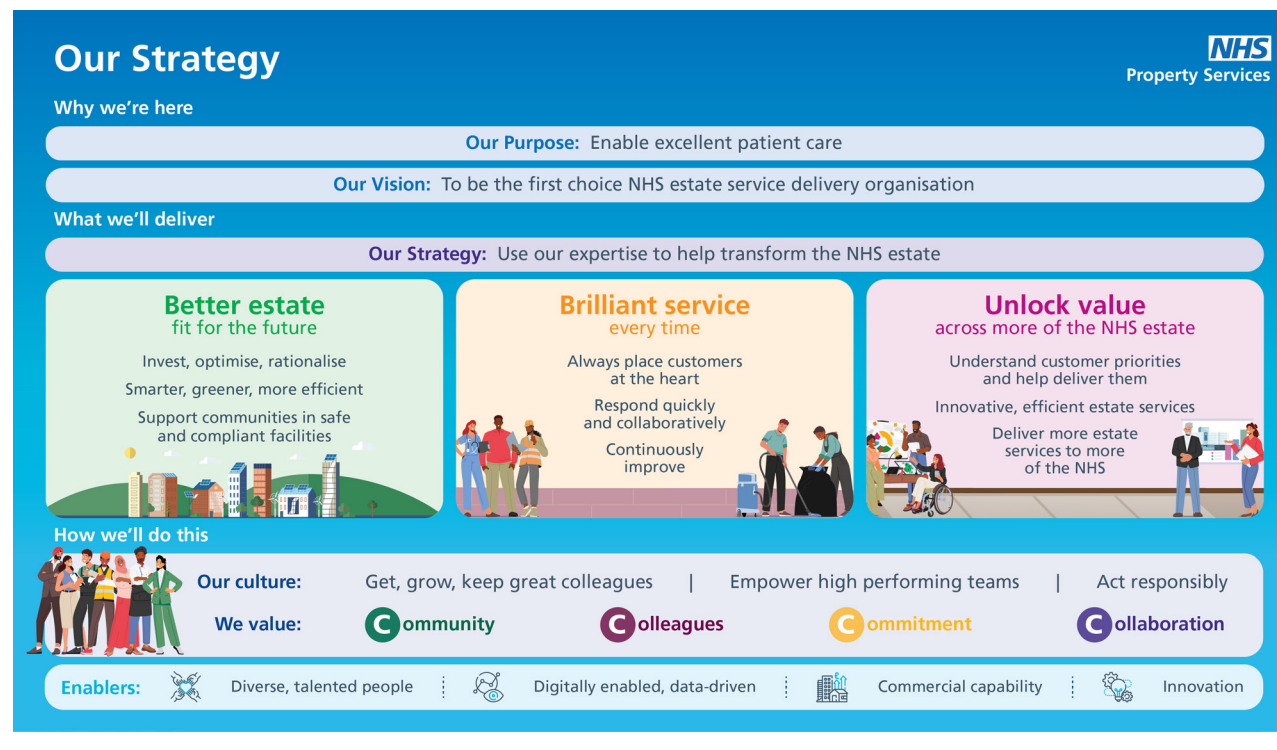 Our Strategy
NHS
Property Services
Why we’re here
Our Purpose: Enable excellent patient care
Our Vision: To be the first choice NHS estate service delivery organisation
What we’ll deliver
Our Strategy: Use our expertise to help transform the NHS estate
Better estate
fit for the future
Invest, optimise, rationalise
Smarter, greener, more efficient
Support communities in safe
and compliant facilities
Brilliant service
every time
Always place customers
at the heart
Respond quickly
and collaboratively
Continuously
improve
Unlock value
across more of the NHS estate
Understand customer priorities
and help deliver them
Innovative, efficient estate services
Deliver more estate
services to more
of the NHS
How we’ll do this
Our culture: Get, grow, keep great colleagues | Empower high performing teams | Act responsibly
We value: Community Colleagues Commitment Collaboration
Enablers: Diverse, talented people Digitally enabled, data-driven Commercial capability Innovation